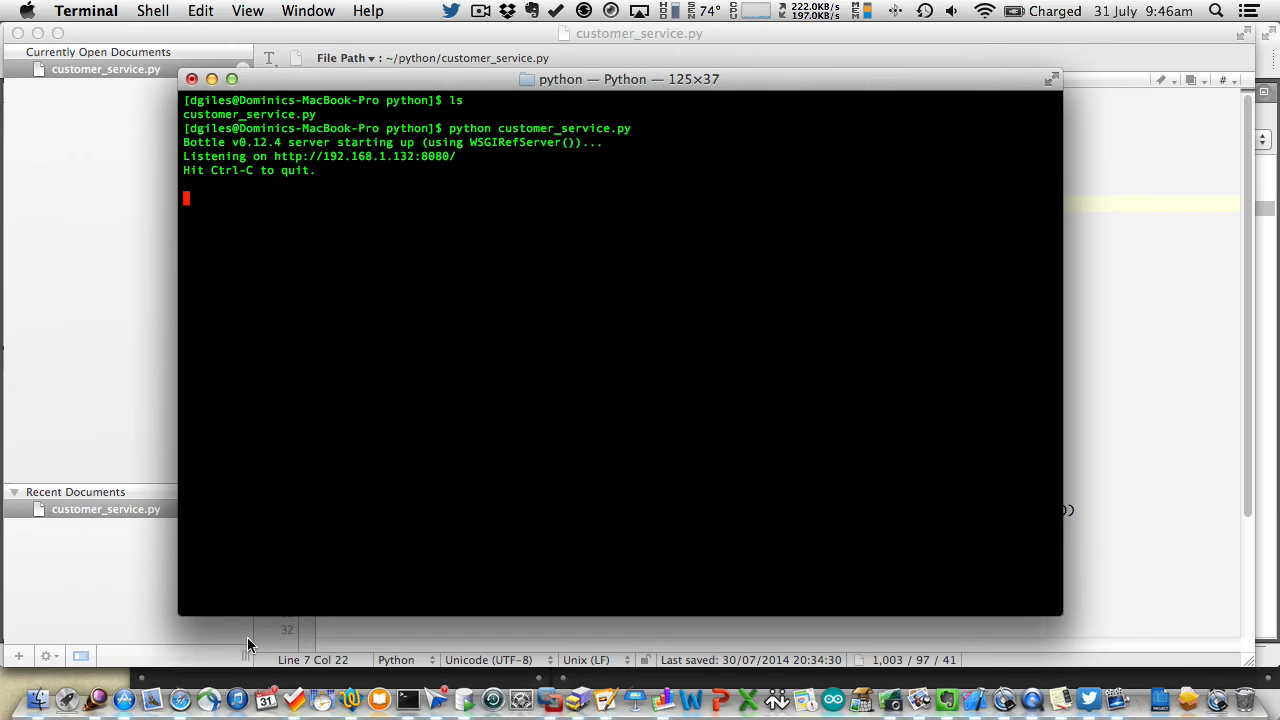 Terminal Shell Edit View Window Help 74° 222.0KB/s 197.0KB/s Charged 31 July 9:46am
customer_service.py
Currently Open Documents
customer_service.py
File Path : ~/python/customer_service.py
python — Python — 125×37
[dgiles@Dominics-MacBook-Pro python]$ ls
customer_service.py
[dgiles@Dominics-MacBook-Pro python]$ python customer_service.py
Bottle v0.12.4 server starting up (using WSGIRefServer())...
Listening on http://192.168.1.132:8080/
Hit Ctrl-C to quit.
Recent Documents
customer_service.py
))
32
Line 7 Col 22 Python Unicode (UTF-8) Unix (LF) Last saved: 30/07/2014 20:34:30 1,003 / 97 / 41